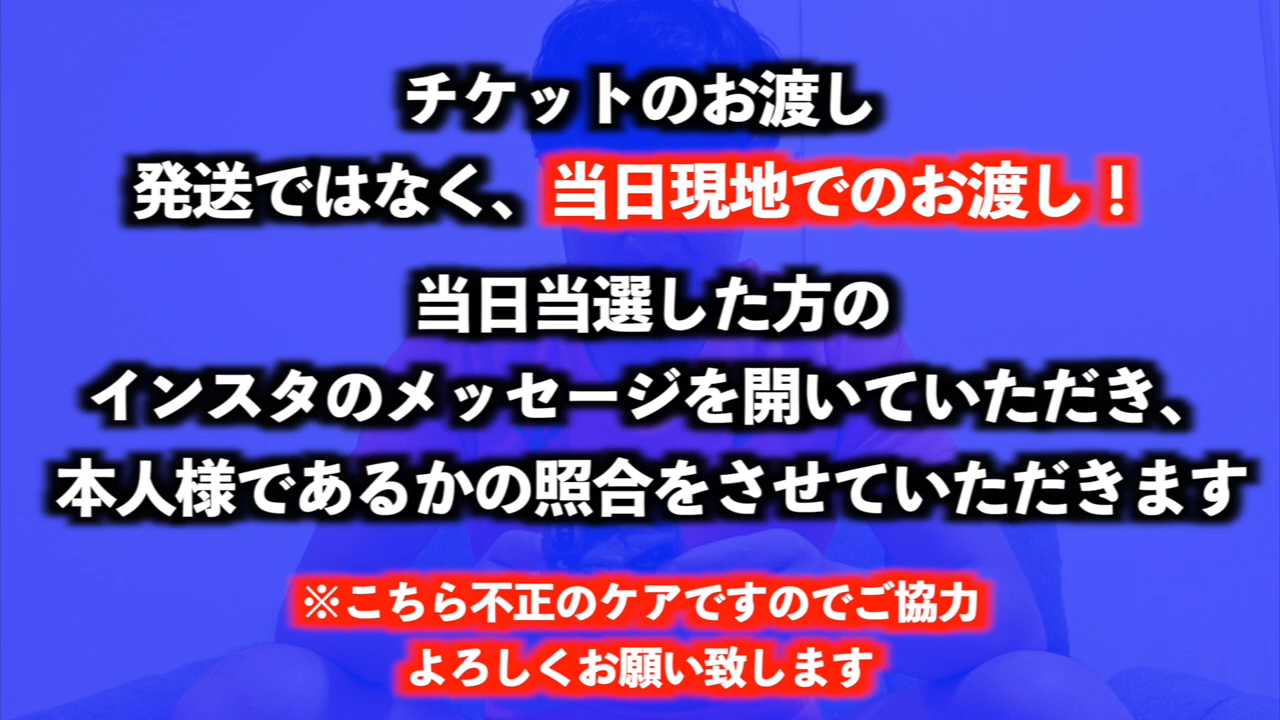 チケットのお渡し
発送ではなく、当日現地でのお渡し！
当日当選した方の
インスタのメッセージを開いていただき、
本人様であるかの照合をさせていただきます
※こちら不正のケアですのでご協力
よろしくお願い致します